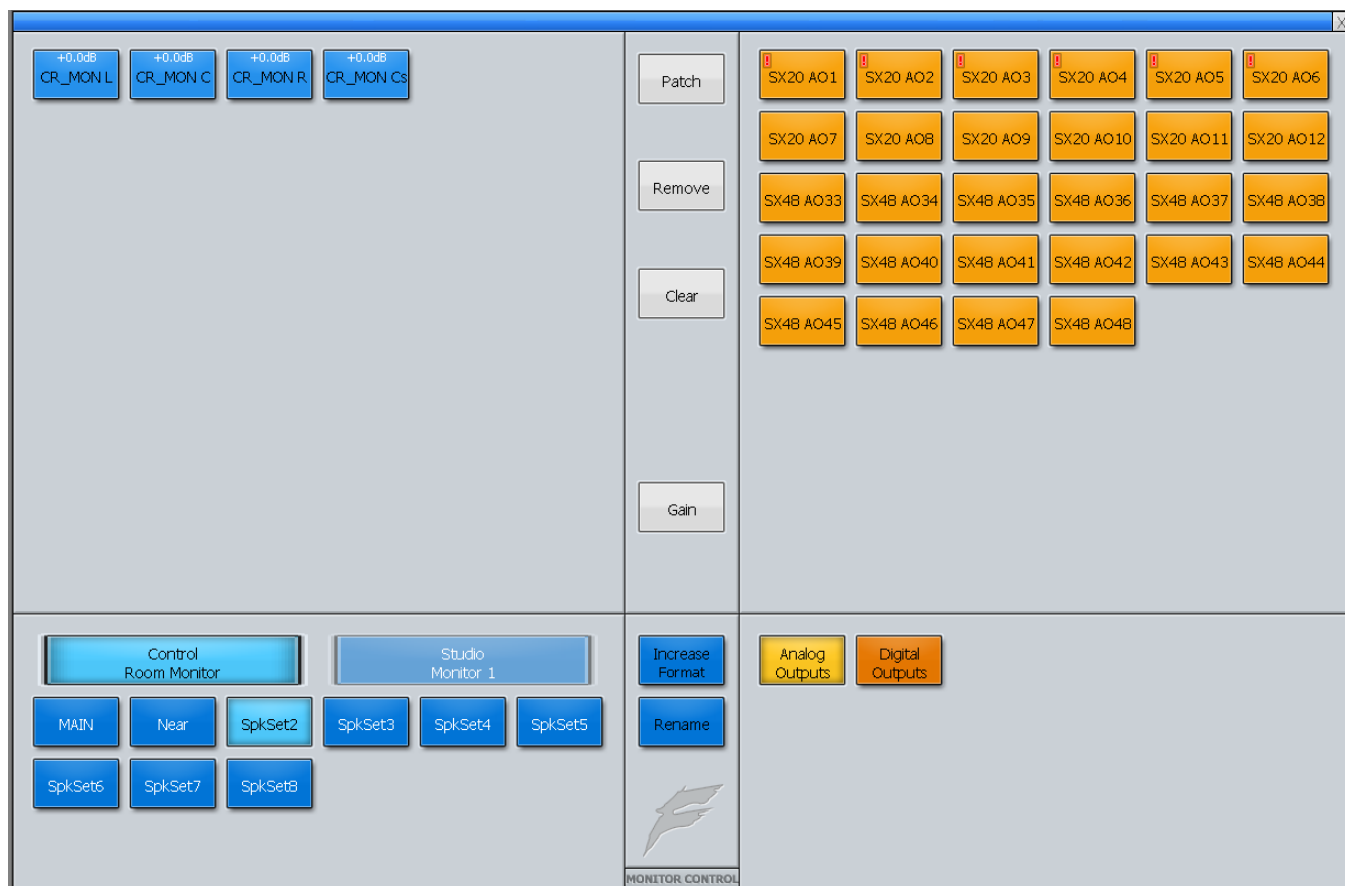 X
+0.0dB +0.0dB +0.0dB +0.0dB
CR_MON L CR_MON C CR_MON R CR_MON Cs
Patch
Remove
Clear
Gain
! ! ! ! ! !
SX20 AO1 SX20 AO2 SX20 AO3 SX20 AO4 SX20 AO5 SX20 AO6
SX20 AO7 SX20 AO8 SX20 AO9 SX20 AO10 SX20 AO11 SX20 AO12
SX48 AO33 SX48 AO34 SX48 AO35 SX48 AO36 SX48 AO37 SX48 AO38
SX48 AO39 SX48 AO40 SX48 AO41 SX48 AO42 SX48 AO43 SX48 AO44
SX48 AO45 SX48 AO46 SX48 AO47 SX48 AO48
Control
Room Monitor
Studio
Monitor 1
MAIN Near SpkSet2 SpkSet3 SpkSet4 SpkSet5
SpkSet6 SpkSet7 SpkSet8
Increase
Format
Rename
MONITOR CONTROL
Analog
Outputs
Digital
Outputs